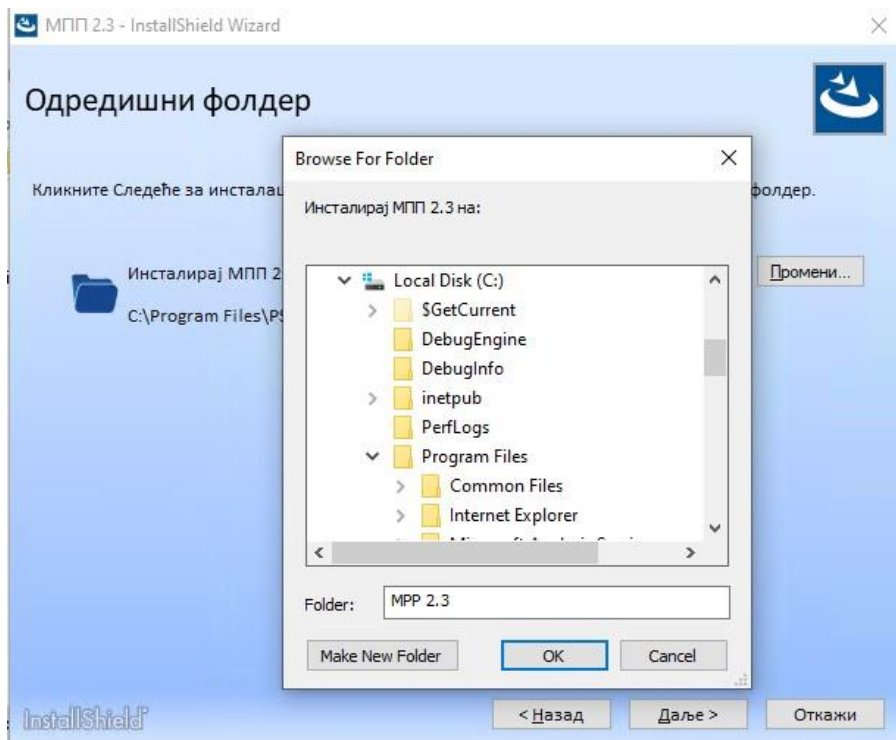 МПП 2.3 - InstallShield Wizard
Одредишни фолдер
Кликните Следеће за инсталац
фолдер.
Инсталирај МПП 2
C:\Program Files\PS
Промени...
Browse For Folder
Инсталирај МПП 2.3 на:
Local Disk (C:)
$GetCurrent
DebugEngine
DebugInfo
inetpub
PerfLogs
Program Files
Common Files
Internet Explorer
Folder:
MPP 2.3
Make New Folder
OK
Cancel
InstallShield
< Назад
Даље >
Откажи